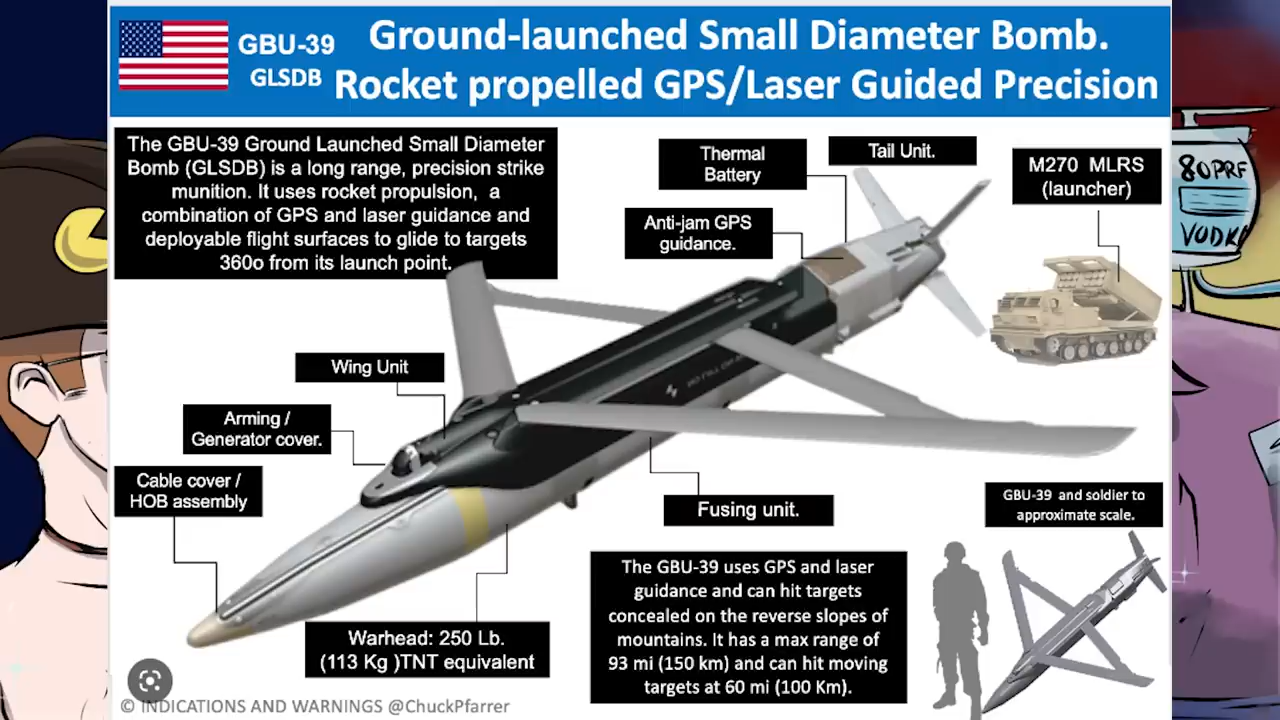 GBU-39
GLSDB
Ground-launched Small Diameter Bomb.
Rocket propelled GPS/Laser Guided Precision
The GBU-39 Ground Launched Small Diameter
Bomb (GLSDB) is a long range, precision strike
munition. It uses rocket propulsion, a
combination of GPS and laser guidance and
deployable flight surfaces to glide to targets
360o from its launch point.
Thermal
Battery
Tail Unit.
M270 MLRS
(launcher)
80PRF
VODKA
Anti-jam GPS
guidance.
Wing Unit
Arming /
Generator cover.
Cable cover /
HOB assembly
Fusing unit.
GBU-39 and soldier to
approximate scale.
The GBU-39 uses GPS and laser
guidance and can hit targets
concealed on the reverse slopes of
mountains. It has a max range of
93 mi (150 km) and can hit moving
targets at 60 mi (100 Km).
Warhead: 250 Lb.
(113 Kg )TNT equivalent
© INDICATIONS AND WARNINGS @ChuckPfarrer